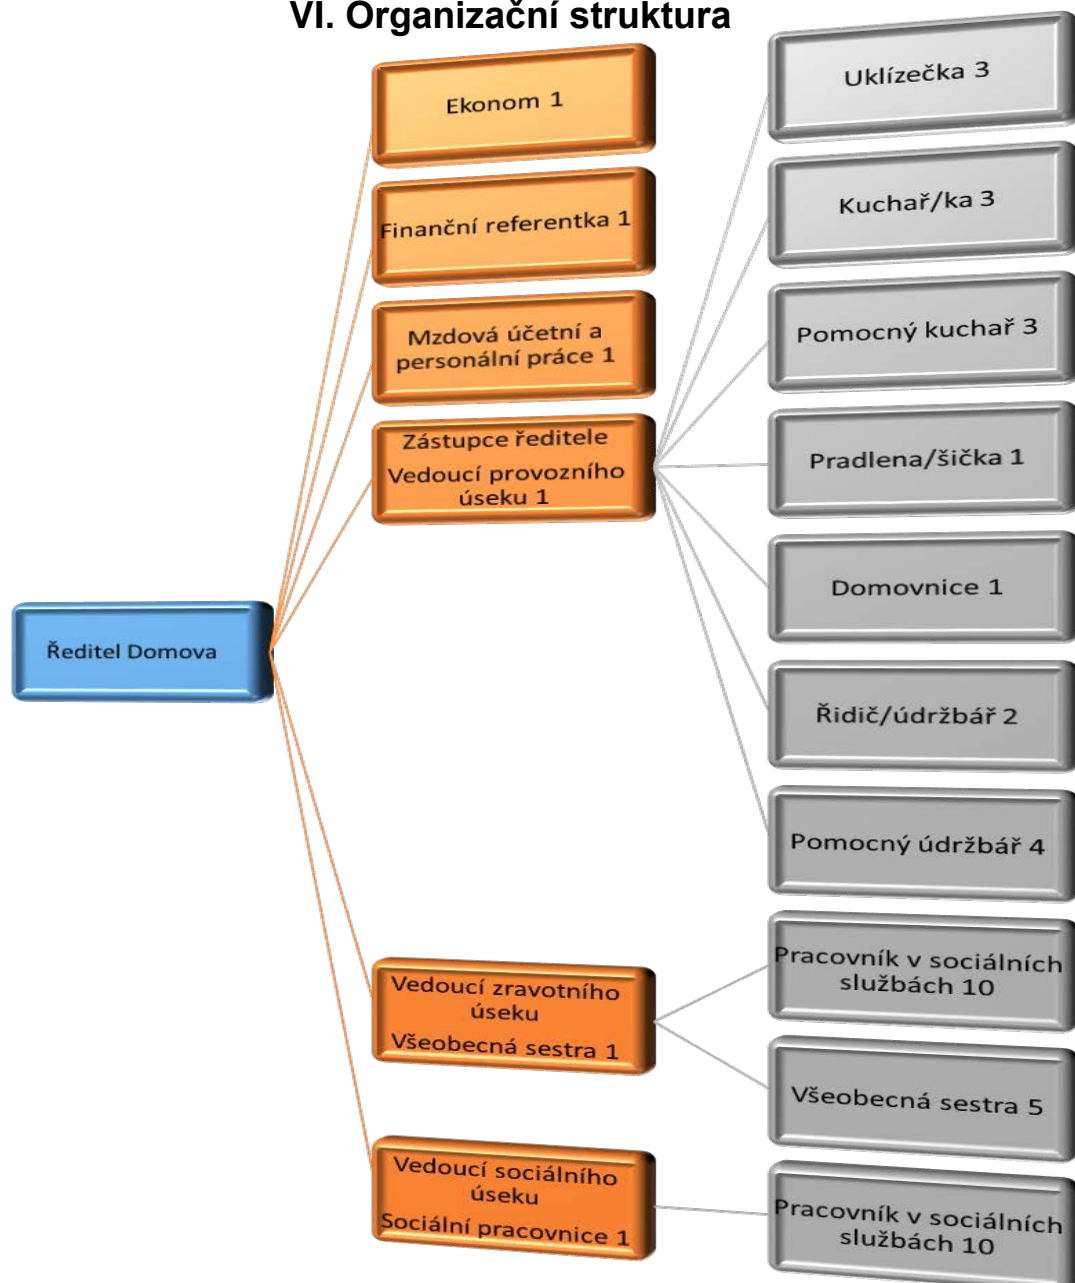 VI. Organizační struktura
Ředitel Domova
Ekonom 1
Finanční referentka 1
Mzdová účetní a
personální práce 1
Zástupce ředitele
Vedoucí provozního
úseku 1
Uklízečka 3
Kuchař/ka 3
Pomocný kuchař 3
Pradlena/šička 1
Domovnice 1
Řidič/údržbář 2
Pomocný údržbář 4
Vedoucí zravotního
úseku
Všeobecná sestra 1
Pracovník v sociálních
službách 10
Všeobecná sestra 5
Vedoucí sociálního
úseku
Sociální pracovnice 1
Pracovník v sociálních
službách 10